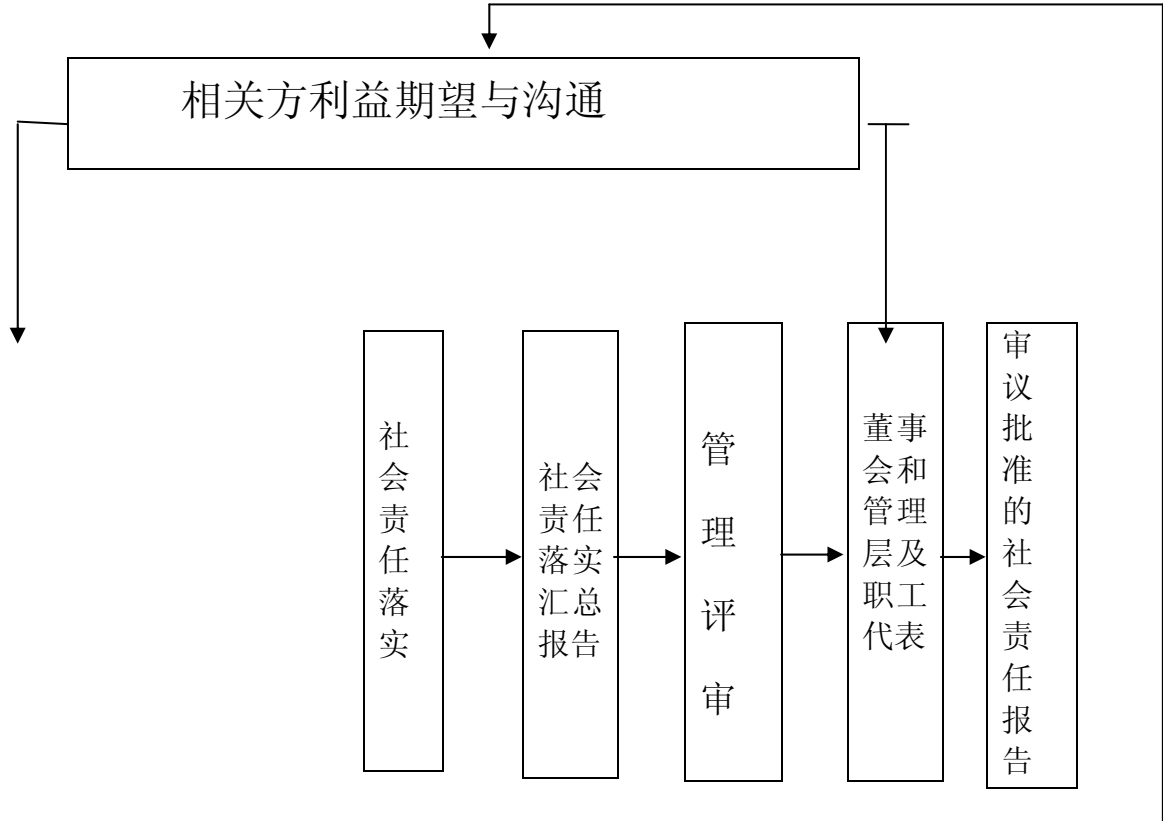 相关方利益期望与沟通
社会责任落实
社会
责任
落实
汇总
报告
管理评审
董事
会和
管理
层及
职工
代表
审议批准的社会责任报告